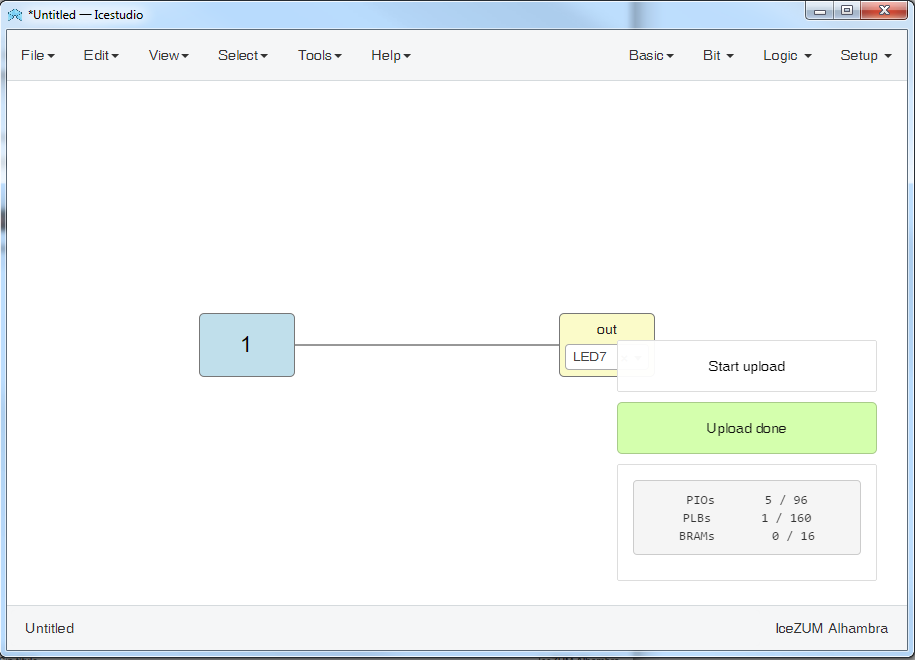 *Untitled — Icestudio
File Edit View Select Tools Help Basic Bit Logic Setup
1
out
LED7
Start upload
Upload done
PIOs 5 / 96
PLBs 1 / 160
BRAMs 0 / 16
Untitled IceZUM Alhambra